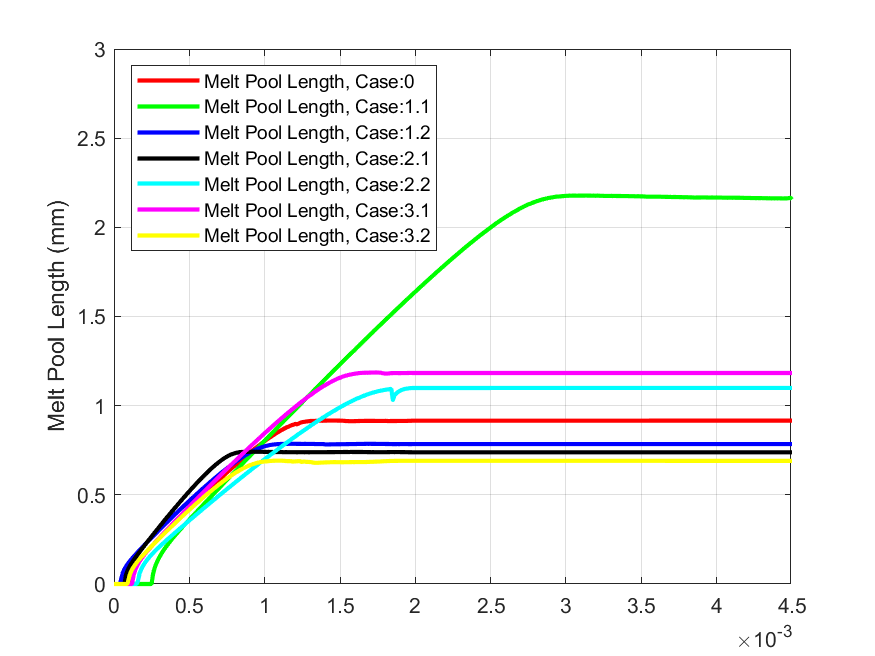 3
2.5
2
1.5
1
0.5
0
Melt Pool Length (mm)
Melt Pool Length, Case:0
Melt Pool Length, Case:1.1
Melt Pool Length, Case:1.2
Melt Pool Length, Case:2.1
Melt Pool Length, Case:2.2
Melt Pool Length, Case:3.1
Melt Pool Length, Case:3.2
0 0.5 1 1.5 2 2.5 3 3.5 4 4.5
×10⁻³